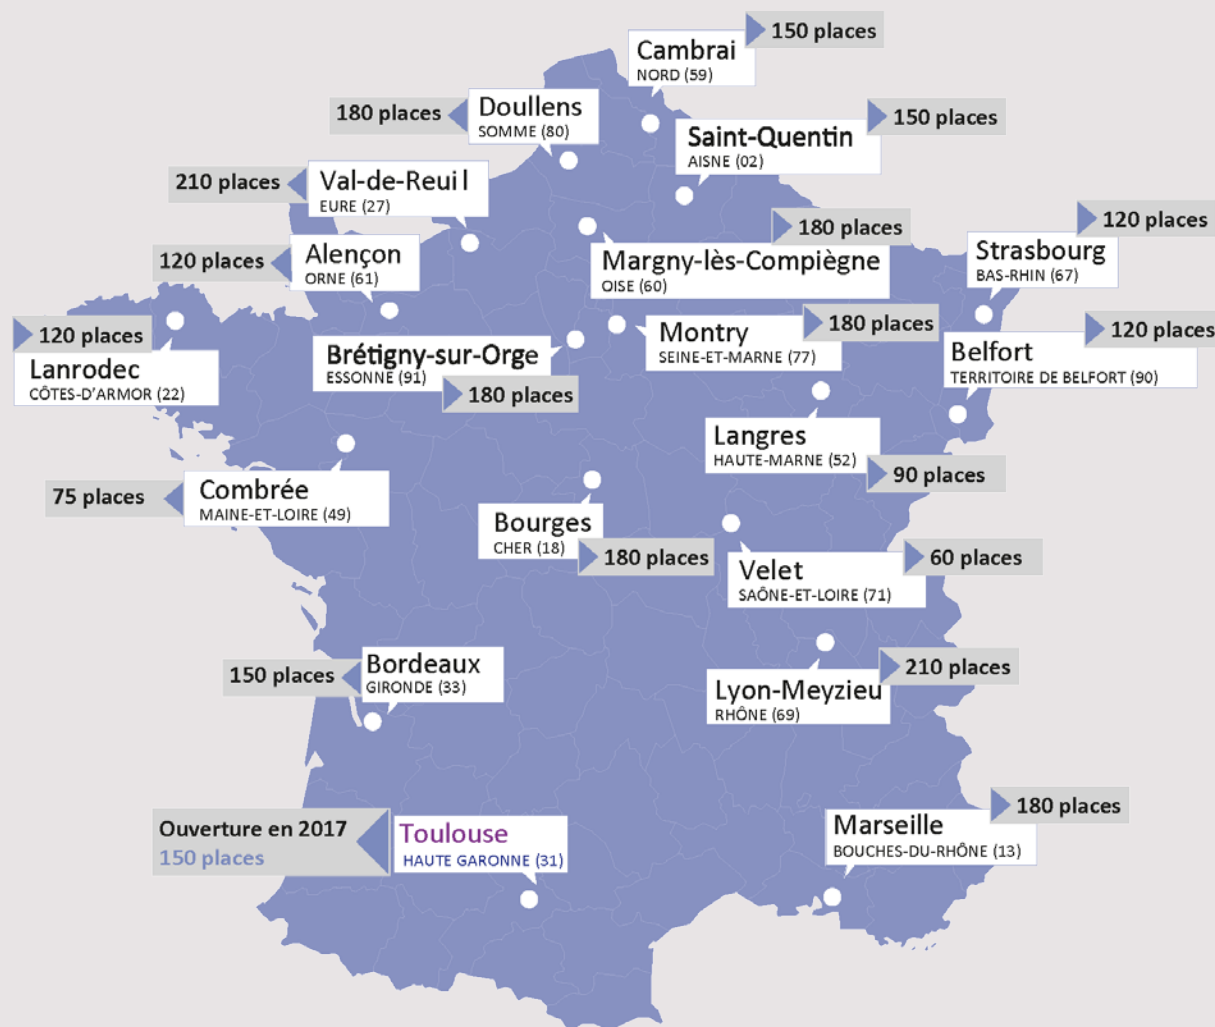 150 places
Cambrai
NORD (59)
180 places
Doullens
SOMME (80)
150 places
Saint-Quentin
AISNE (02)
210 places
Val-de-Reuil
EURE (27)
180 places
Margny-lès-Compiègne
OISE (60)
120 places
Strasbourg
BAS-RHIN (67)
120 places
Alençon
ORNE (61)
120 places
Lanrodec
CÔTES-D'ARMOR (22)
Brétigny-sur-Orge
ESSONNE (91)
180 places
180 places
Montry
SEINE-ET-MARNE (77)
120 places
Belfort
TERRITOIRE DE BELFORT (90)
Langres
HAUTE-MARNE (52)
90 places
75 places
Combrée
MAINE-ET-LOIRE (49)
Bourges
CHER (18)
180 places
60 places
Velet
SAÔNE-ET-LOIRE (71)
150 places
Bordeaux
GIRONDE (33)
210 places
Lyon-Meyzieu
RHÔNE (69)
Ouverture en 2017
150 places
Toulouse
HAUTE GARONNE (31)
180 places
Marseille
BOUCHES-DU-RHÔNE (13)